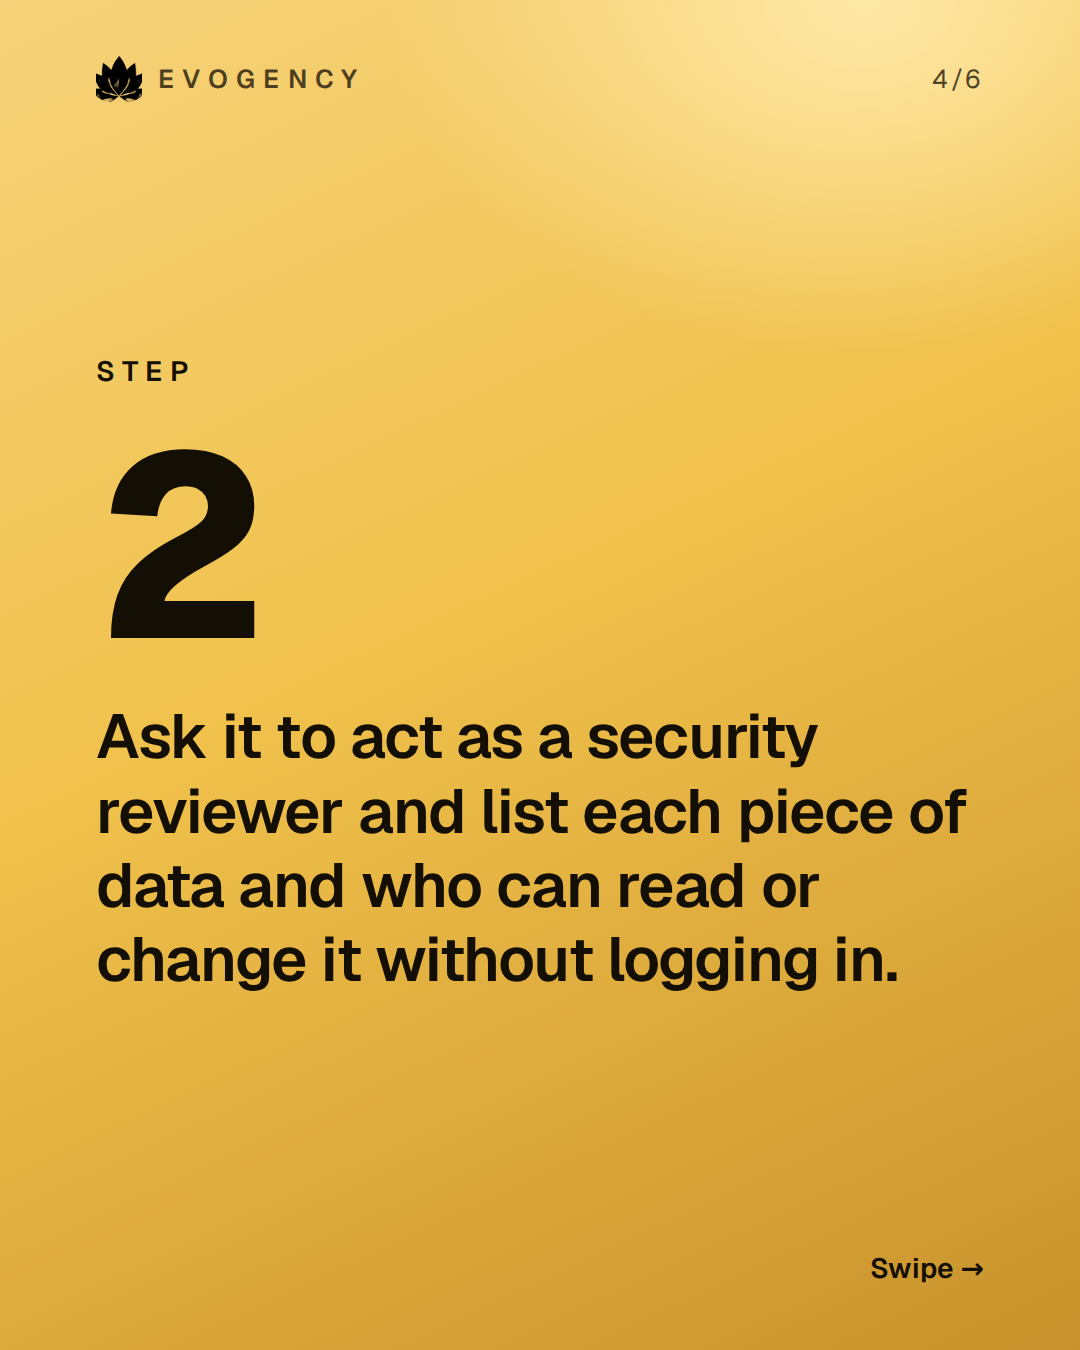 EVOGENCY
4/6
STEP
2
Ask it to act as a security
reviewer and list each piece of
data and who can read or
change it without logging in.
Swipe →